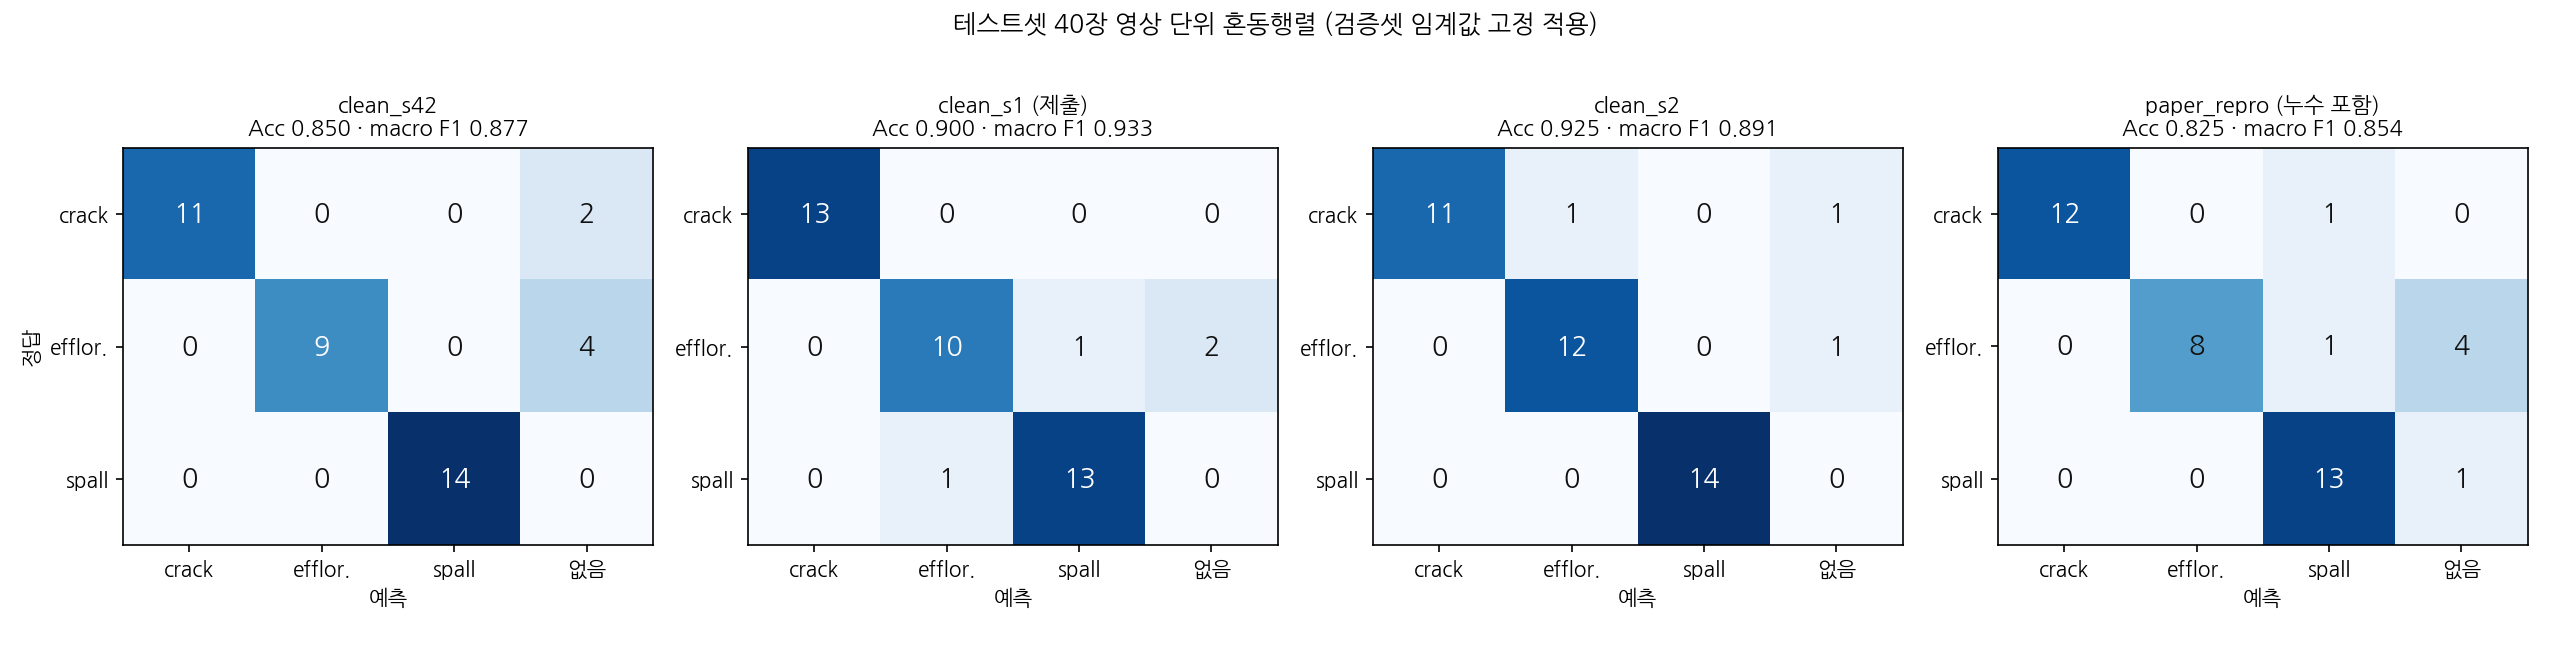 테스트셋 40장 영상 단위 혼동행렬 (검증셋 임계값 고정 적용)
clean_s42
Acc 0.850 · macro F1 0.877
정답
crack 11 0 0 2
efflor. 0 9 0 4
spall 0 0 14 0
crack efflor. spall 없음
예측
clean_s1 (제출)
Acc 0.900 · macro F1 0.933
crack 13 0 0 0
efflor. 0 10 1 2
spall 0 1 13 0
crack efflor. spall 없음
예측
clean_s2
Acc 0.925 · macro F1 0.891
crack 11 1 0 1
efflor. 0 12 0 1
spall 0 0 14 0
crack efflor. spall 없음
예측
paper_repro (누수 포함)
Acc 0.825 · macro F1 0.854
crack 12 0 1 0
efflor. 0 8 1 4
spall 0 0 13 1
crack efflor. spall 없음
예측